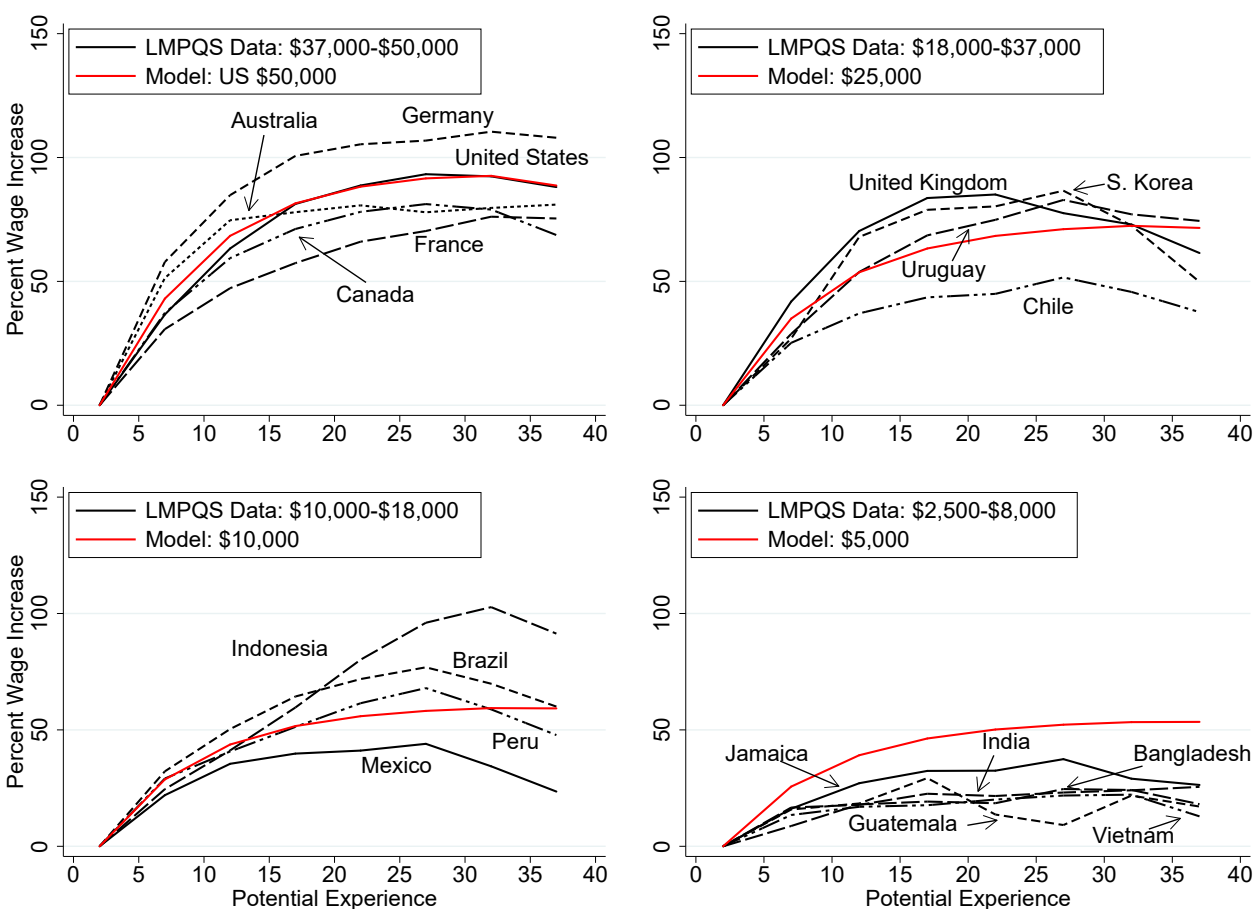 Percent Wage Increase
0 50 100 150
LMPQS Data: $37,000-$50,000
Model: US $50,000
Australia
Germany
United States
France
Canada
0 5 10 15 20 25 30 35 40
0 50 100 150
LMPQS Data: $18,000-$37,000
Model: $25,000
United Kingdom
S. Korea
Uruguay
Chile
0 5 10 15 20 25 30 35 40
Percent Wage Increase
0 50 100 150
LMPQS Data: $10,000-$18,000
Model: $10,000
Indonesia
Brazil
Peru
Mexico
0 5 10 15 20 25 30 35 40
Potential Experience
0 50 100 150
LMPQS Data: $2,500-$8,000
Model: $5,000
Jamaica
India
Bangladesh
Guatemala
Vietnam
0 5 10 15 20 25 30 35 40
Potential Experience